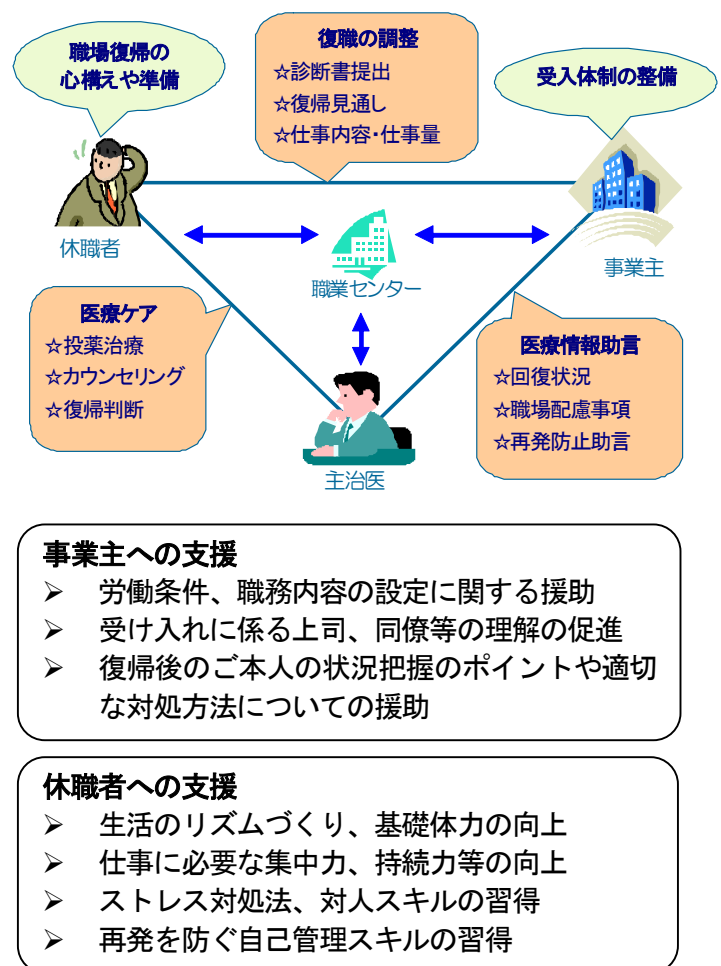 職場復帰の
心構えや準備
復職の調整
☆診断書提出
☆復帰見通し
☆仕事内容・仕事量
受入体制の整備
休職者
職業センター
事業主
医療ケア
☆投薬治療
☆カウンセリング
☆復帰判断
医療情報助言
☆回復状況
☆職場配慮事項
☆再発防止助言
主治医
事業主への支援
➢ 労働条件、職務内容の設定に関する援助
➢ 受け入れに係る上司、同僚等の理解の促進
➢ 復帰後のご本人の状況把握のポイントや適切
な対処方法についての援助
休職者への支援
➢ 生活のリズムづくり、基礎体力の向上
➢ 仕事に必要な集中力、持続力等の向上
➢ ストレス対処法、対人スキルの習得
➢ 再発を防ぐ自己管理スキルの習得